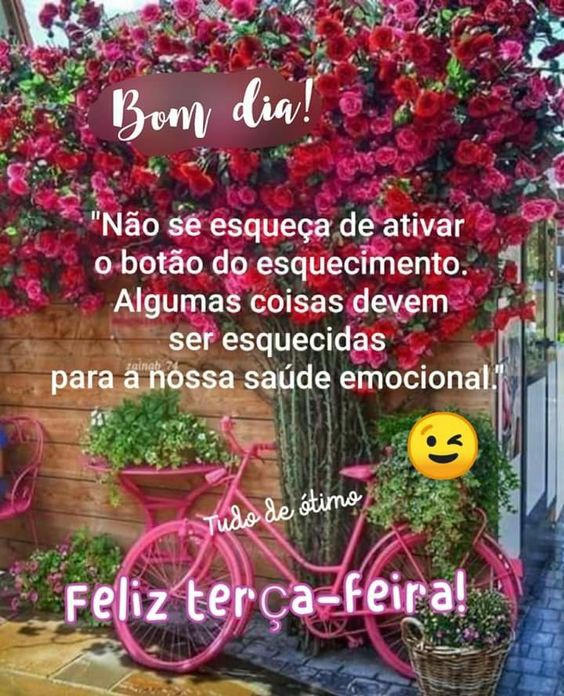 Bom dia!
"Não se esqueça de ativar
o botão do esquecimento.
Algumas coisas devem
ser esquecidas
zainab_74
para a nossa saúde emocional."
Tudo de ótimo
Feliz terça-feira!